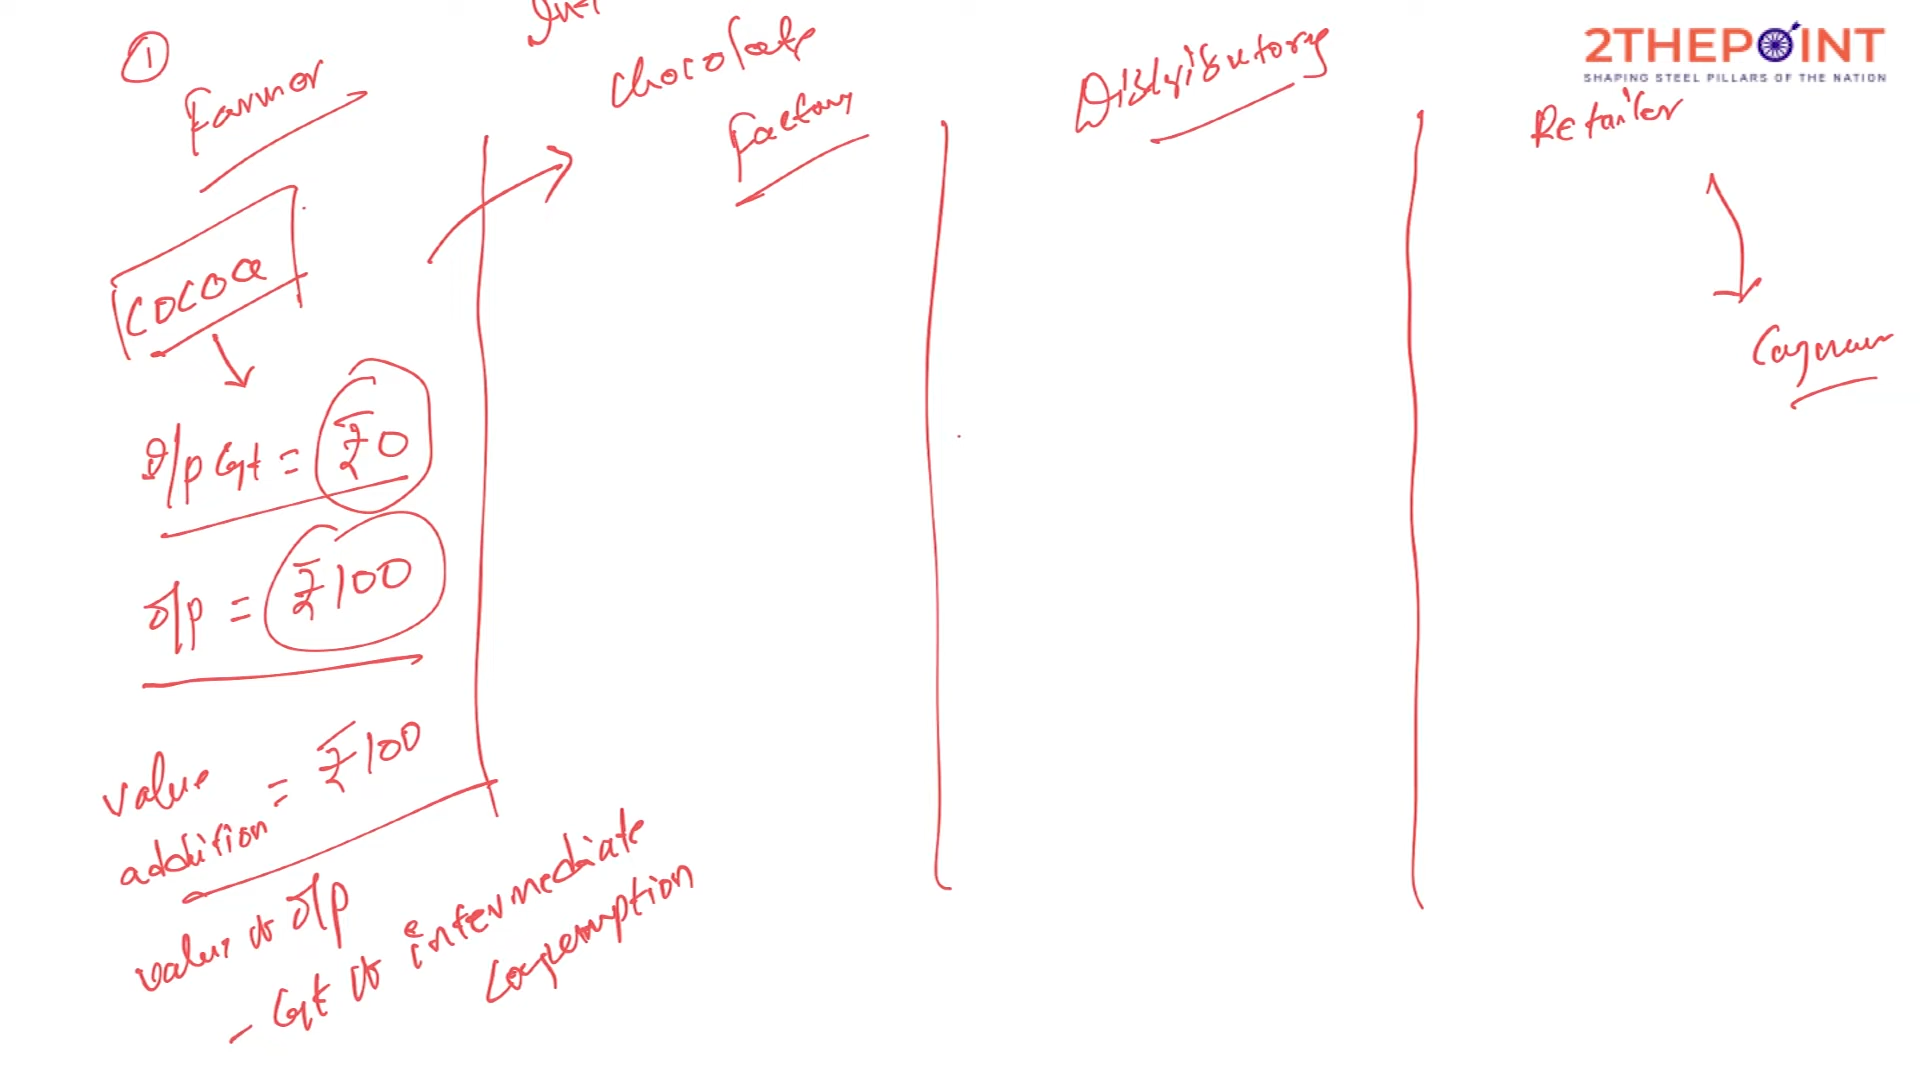 ①
Farmer
cocoa
I/p cost = ₹0
O/p = ₹100
value addition = ₹100
value of O/p
- cost of intermediate
consumption
chocolate
Factory
Distributory
2THEPOINT
SHAPING STEEL PILLARS OF THE NATION
Retailer
Consumer